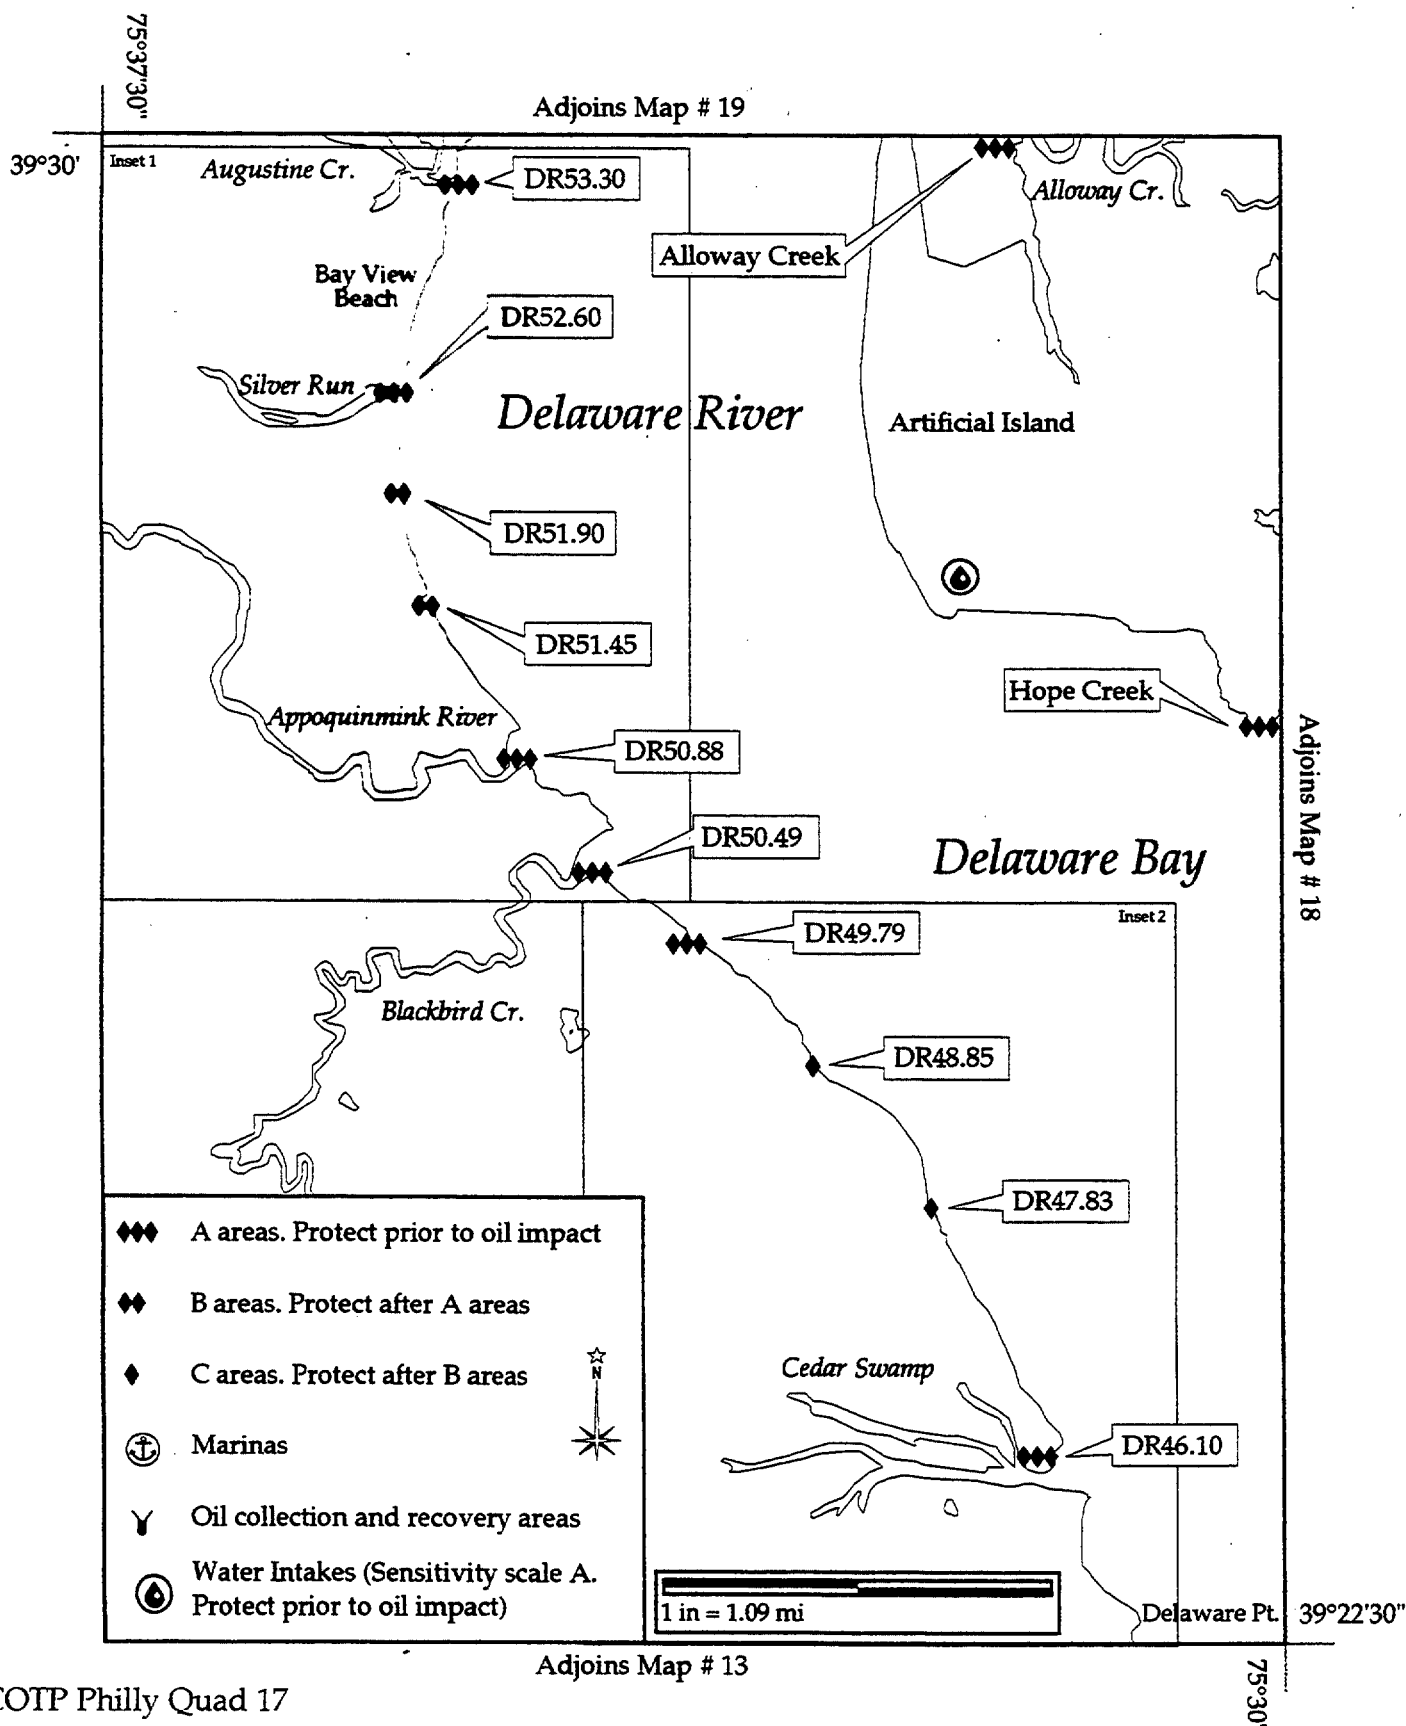 75°37'30"
Adjoins Map # 19
39°30'
Inset 1
Augustine Cr.
DR53.30
Alloway Cr.
Alloway Creek
Bay View
Beach
DR52.60
Silver Run
Delaware River
Artificial Island
DR51.90
DR51.45
Hope Creek
Appoquinmink River
DR50.88
Adjoins Map # 18
DR50.49
Delaware Bay
Inset 2
DR49.79
Blackbird Cr.
DR48.85
DR47.83
A areas. Protect prior to oil impact
B areas. Protect after A areas
C areas. Protect after B areas
N
Cedar Swamp
Marinas
DR46.10
Oil collection and recovery areas
Water Intakes (Sensitivity scale A.
Protect prior to oil impact)
1 in = 1.09 mi
Delaware Pt.
39°22'30"
Adjoins Map # 13
75°30'
COTP Philly Quad 17